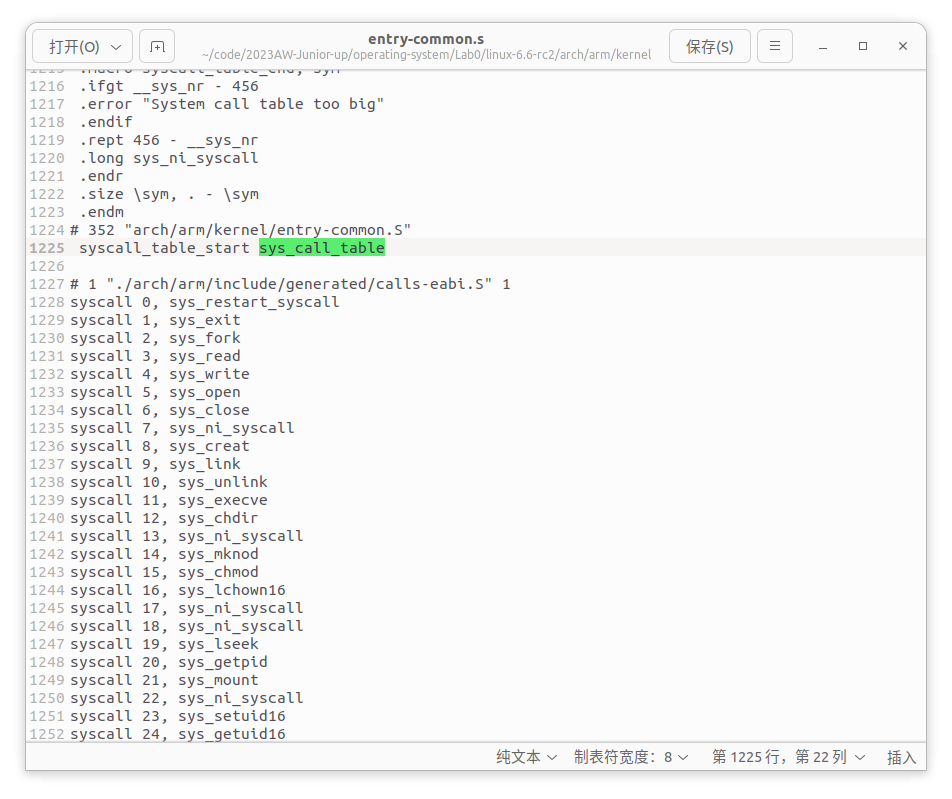 打开(O)
entry-common.s
~/code/2023AW-Junior-up/operating-system/Lab0/linux-6.6-rc2/arch/arm/kernel
保存(S)
1215 .macro syscall_table_end, sym
1216 .ifgt __sys_nr - 456
1217 .error "System call table too big"
1218 .endif
1219 .rept 456 - __sys_nr
1220 .long sys_ni_syscall
1221 .endr
1222 .size \sym, . - \sym
1223 .endm
1224 # 352 "arch/arm/kernel/entry-common.S"
1225 syscall_table_start sys_call_table
1226
1227 # 1 "./arch/arm/include/generated/calls-eabi.S" 1
1228 syscall 0, sys_restart_syscall
1229 syscall 1, sys_exit
1230 syscall 2, sys_fork
1231 syscall 3, sys_read
1232 syscall 4, sys_write
1233 syscall 5, sys_open
1234 syscall 6, sys_close
1235 syscall 7, sys_ni_syscall
1236 syscall 8, sys_creat
1237 syscall 9, sys_link
1238 syscall 10, sys_unlink
1239 syscall 11, sys_execve
1240 syscall 12, sys_chdir
1241 syscall 13, sys_ni_syscall
1242 syscall 14, sys_mknod
1243 syscall 15, sys_chmod
1244 syscall 16, sys_lchown16
1245 syscall 17, sys_ni_syscall
1246 syscall 18, sys_ni_syscall
1247 syscall 19, sys_lseek
1248 syscall 20, sys_getpid
1249 syscall 21, sys_mount
1250 syscall 22, sys_ni_syscall
1251 syscall 23, sys_setuid16
1252 syscall 24, sys_getuid16
纯文本 制表符宽度：8 第 1225 行，第 22 列 插入